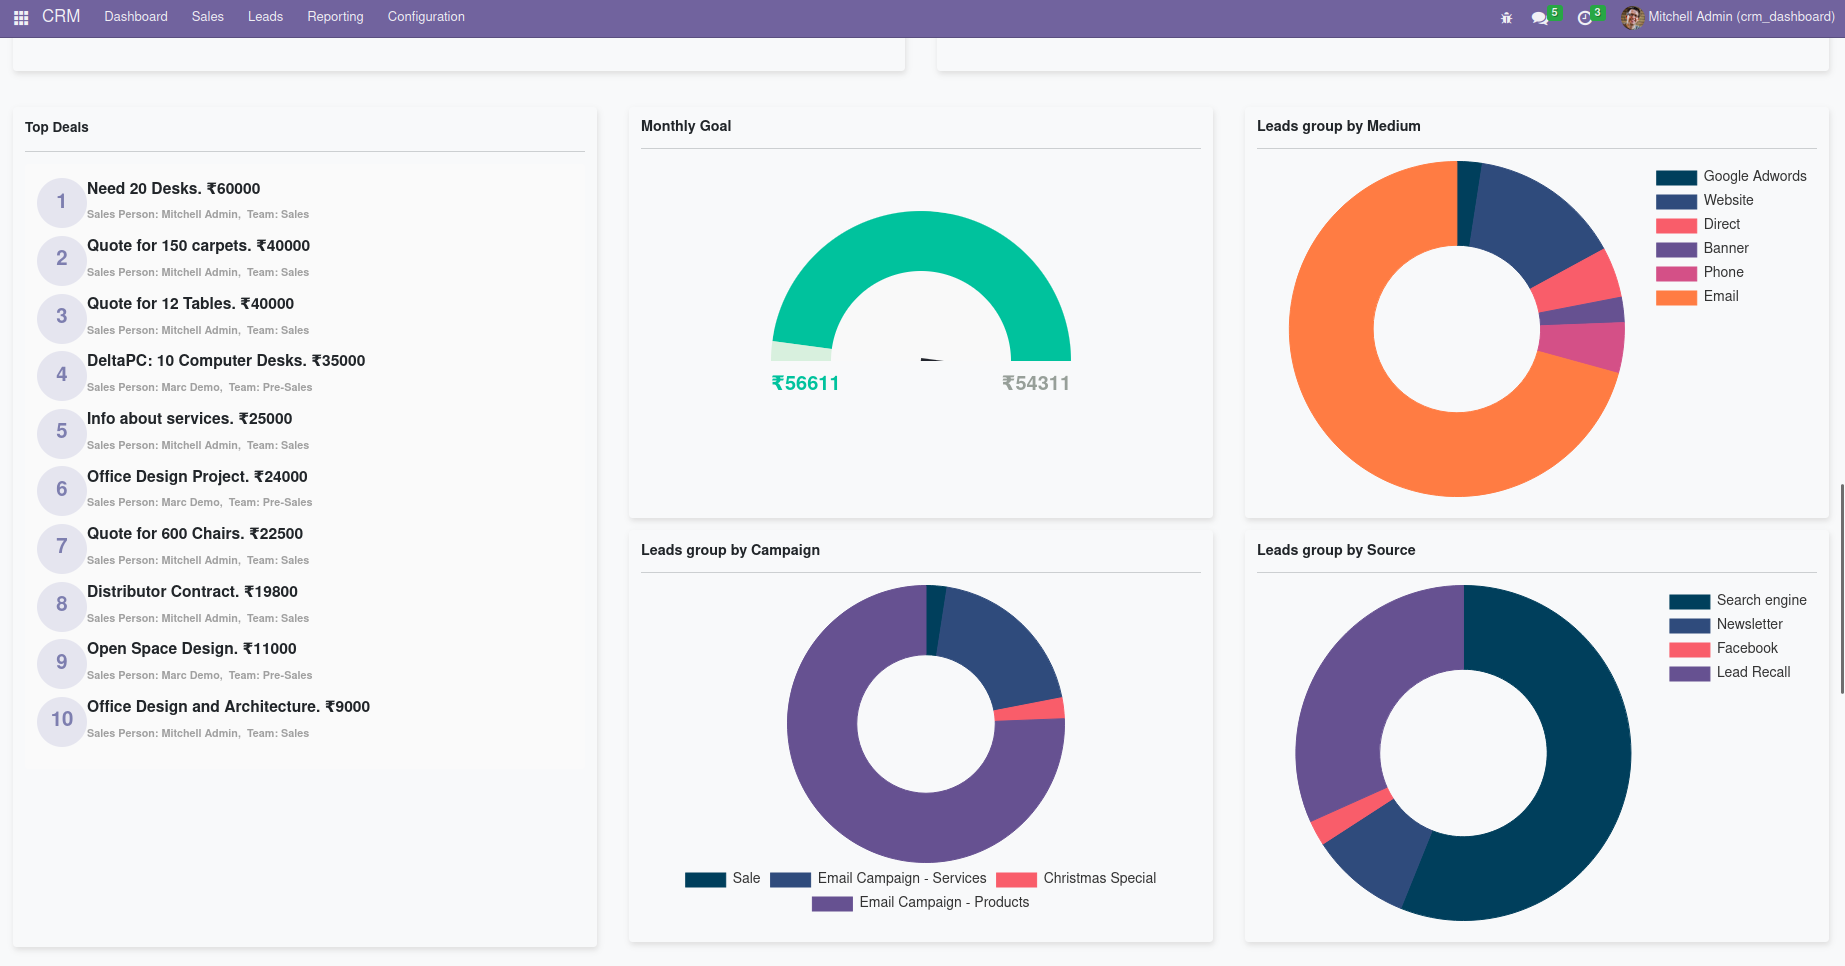 CRM Dashboard Sales Leads Reporting Configuration 5 3 Mitchell Admin (crm_dashboard)
Top Deals
1 Need 20 Desks. ₹60000
Sales Person: Mitchell Admin, Team: Sales
2 Quote for 150 carpets. ₹40000
Sales Person: Mitchell Admin, Team: Sales
3 Quote for 12 Tables. ₹40000
Sales Person: Mitchell Admin, Team: Sales
4 DeltaPC: 10 Computer Desks. ₹35000
Sales Person: Marc Demo, Team: Pre-Sales
5 Info about services. ₹25000
Sales Person: Mitchell Admin, Team: Sales
6 Office Design Project. ₹24000
Sales Person: Marc Demo, Team: Pre-Sales
7 Quote for 600 Chairs. ₹22500
Sales Person: Mitchell Admin, Team: Sales
8 Distributor Contract. ₹19800
Sales Person: Mitchell Admin, Team: Sales
9 Open Space Design. ₹11000
Sales Person: Marc Demo, Team: Pre-Sales
10 Office Design and Architecture. ₹9000
Sales Person: Mitchell Admin, Team: Sales
Monthly Goal
₹56611 ₹54311
Leads group by Medium
Google Adwords
Website
Direct
Banner
Phone
Email
Leads group by Campaign
Sale Email Campaign - Services Christmas Special
Email Campaign - Products
Leads group by Source
Search engine
Newsletter
Facebook
Lead Recall